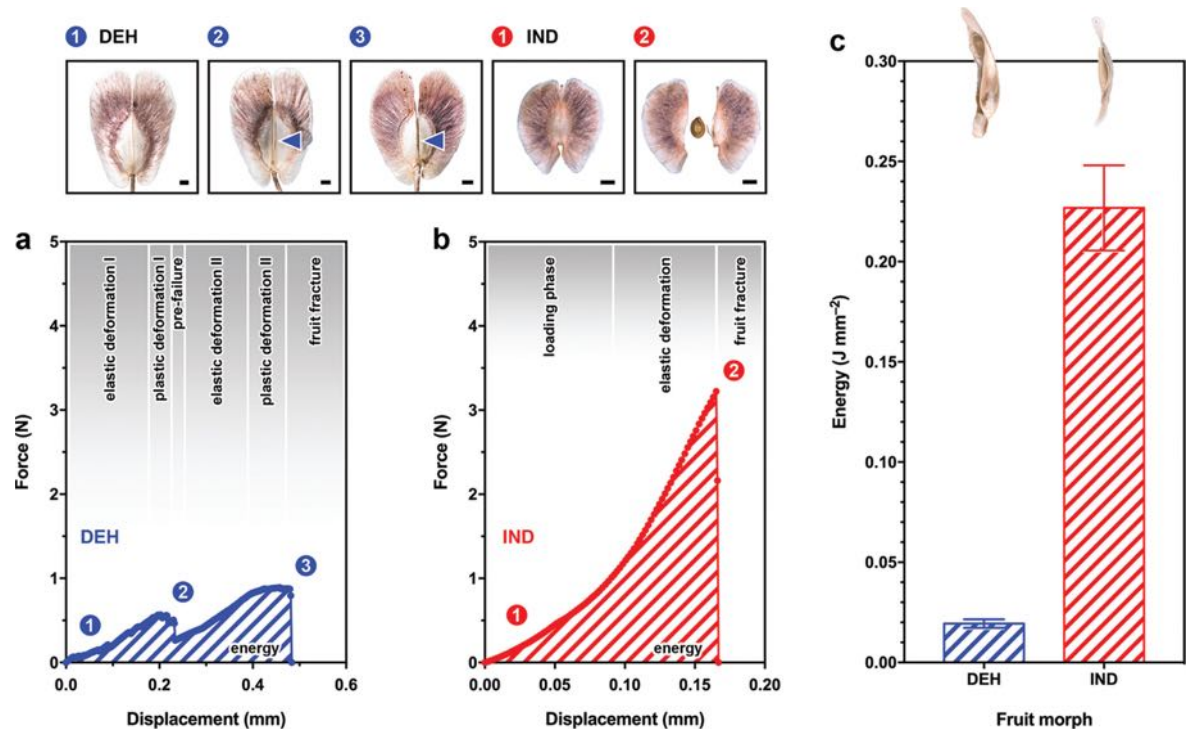 1 DEH
2
3
1 IND
2
a
5
4
3
2
1
0
Force (N)
elastic deformation I
plastic deformation I
pre-failure
elastic deformation II
plastic deformation II
fruit fracture
DEH
1
2
3
energy
0.0 0.2 0.4 0.6
Displacement (mm)
b
5
4
3
2
1
0
Force (N)
loading phase
elastic deformation
fruit fracture
IND
1
2
energy
0.00 0.05 0.10 0.15 0.20
Displacement (mm)
c
0.30
0.25
0.20
0.15
0.10
0.05
0.00
Energy (J mm⁻²)
DEH IND
Fruit morph